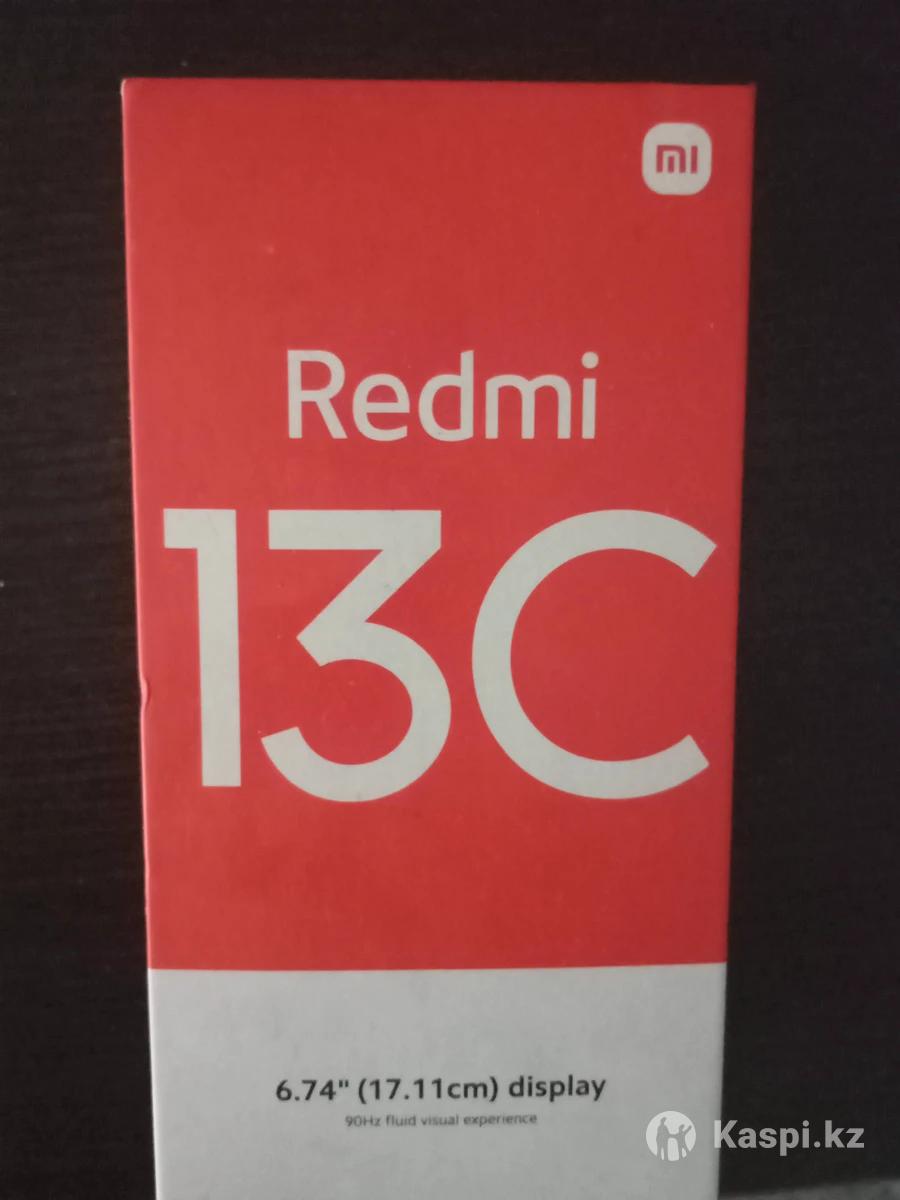 mi
Redmi
13C
6.74" (17.11cm) display
90Hz fluid visual experience
Kaspi.kz